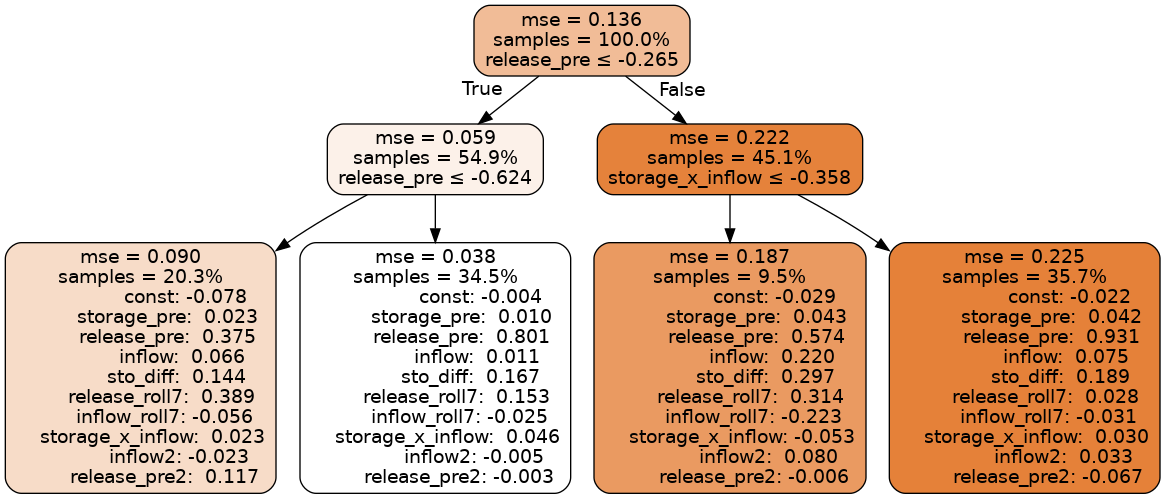 mse = 0.136
samples = 100.0%
release_pre ≤ -0.265
True
False
mse = 0.059
samples = 54.9%
release_pre ≤ -0.624
mse = 0.222
samples = 45.1%
storage_x_inflow ≤ -0.358
mse = 0.090
samples = 20.3%
const: -0.078
storage_pre: 0.023
release_pre: 0.375
inflow: 0.066
sto_diff: 0.144
release_roll7: 0.389
inflow_roll7: -0.056
storage_x_inflow: 0.023
inflow2: -0.023
release_pre2: 0.117
mse = 0.038
samples = 34.5%
const: -0.004
storage_pre: 0.010
release_pre: 0.801
inflow: 0.011
sto_diff: 0.167
release_roll7: 0.153
inflow_roll7: -0.025
storage_x_inflow: 0.046
inflow2: -0.005
release_pre2: -0.003
mse = 0.187
samples = 9.5%
const: -0.029
storage_pre: 0.043
release_pre: 0.574
inflow: 0.220
sto_diff: 0.297
release_roll7: 0.314
inflow_roll7: -0.223
storage_x_inflow: -0.053
inflow2: 0.080
release_pre2: -0.006
mse = 0.225
samples = 35.7%
const: -0.022
storage_pre: 0.042
release_pre: 0.931
inflow: 0.075
sto_diff: 0.189
release_roll7: 0.028
inflow_roll7: -0.031
storage_x_inflow: 0.030
inflow2: 0.033
release_pre2: -0.067